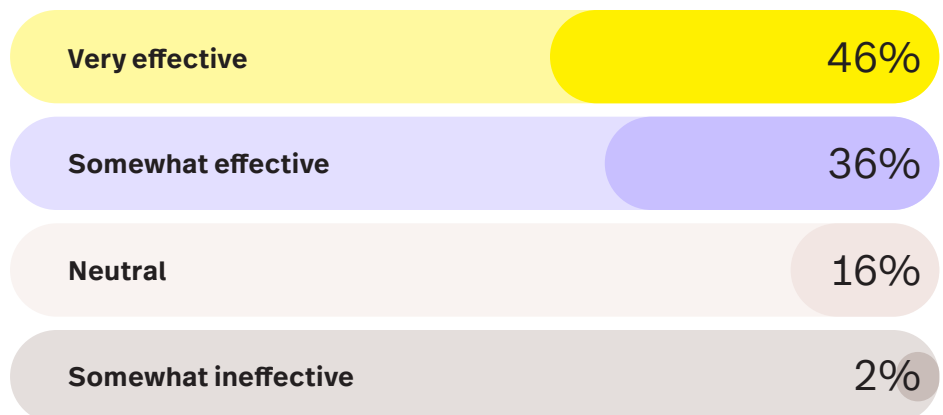 Very effective 46%
Somewhat effective 36%
Neutral 16%
Somewhat ineffective 2%